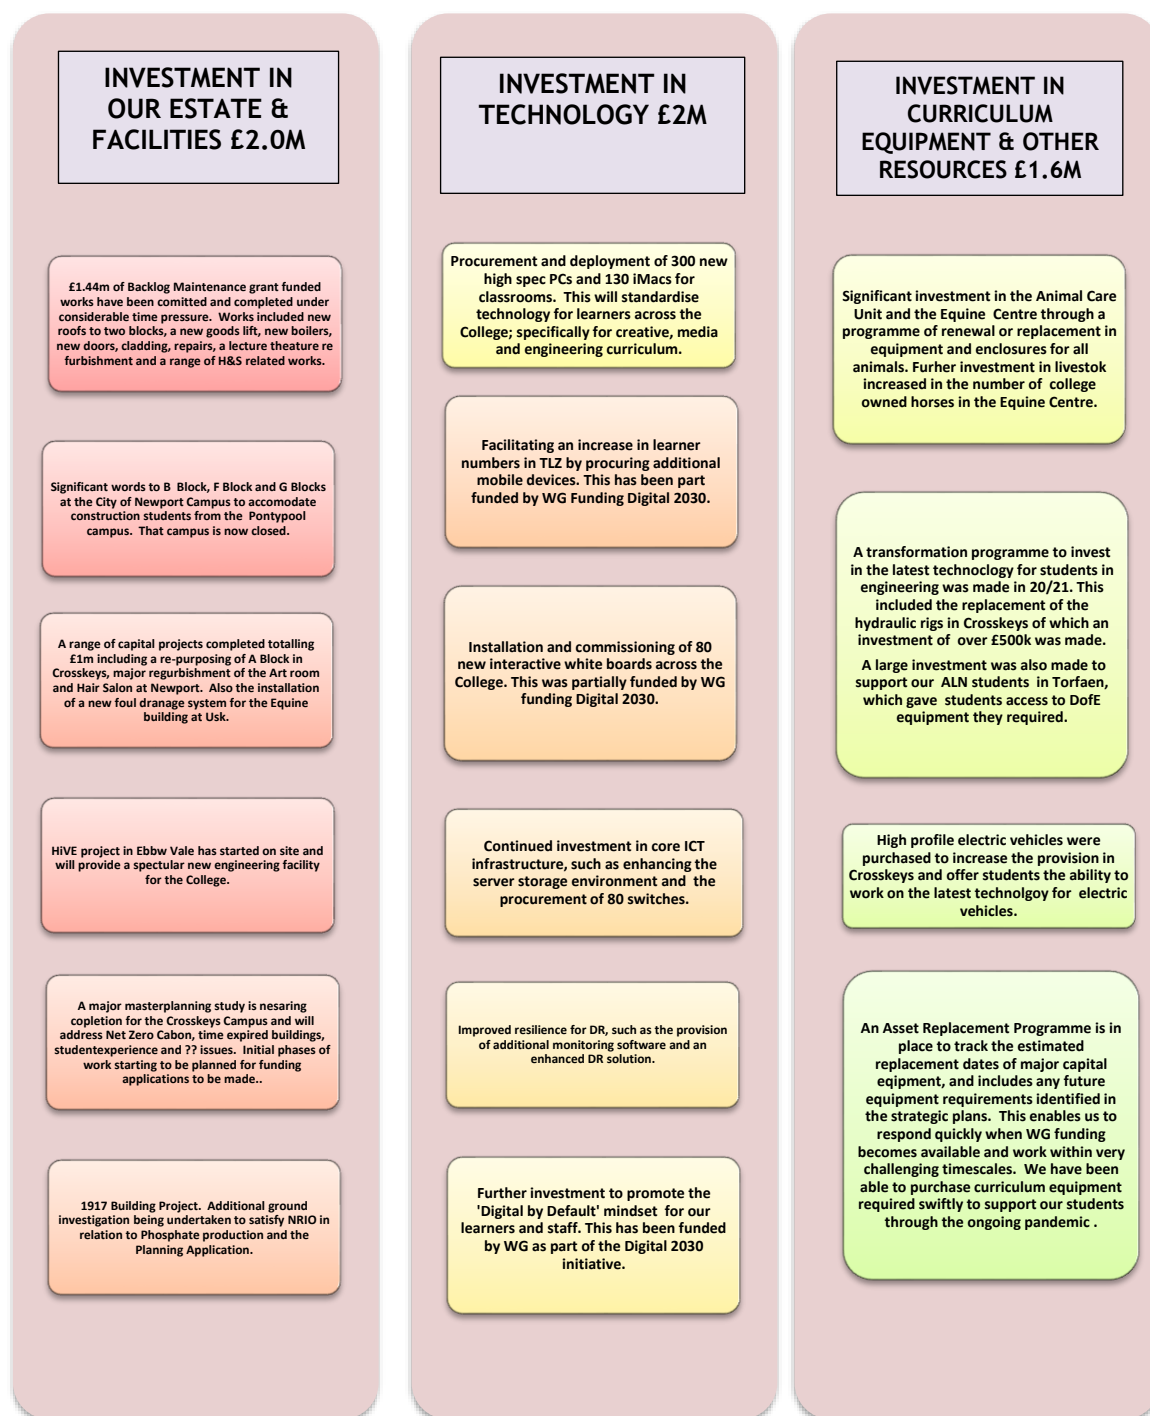 INVESTMENT IN
OUR ESTATE &
FACILITIES £2.0M
£1.44m of Backlog Maintenance grant funded
works have been comitted and completed under
considerable time pressure. Works included new
roofs to two blocks, a new goods lift, new boilers,
new doors, cladding, repairs, a lecture theature re
furbishment and a range of H&S related works.
Significant words to B Block, F Block and G Blocks
at the City of Newport Campus to accomodate
construction students from the Pontypool
campus. That campus is now closed.
A range of capital projects completed totalling
£1m including a re-purposing of A Block in
Crosskeys, major regurbishment of the Art room
and Hair Salon at Newport. Also the installation
of a new foul dranage system for the Equine
building at Usk.
HiVE project in Ebbw Vale has started on site and
will provide a spectular new engineering facility
for the College.
A major masterplanning study is nesaring
copletion for the Crosskeys Campus and will
address Net Zero Cabon, time expired buildings,
studentexperience and ?? issues. Initial phases of
work starting to be planned for funding
applications to be made..
1917 Building Project. Additional ground
investigation being undertaken to satisfy NRIO in
relation to Phosphate production and the
Planning Application.
INVESTMENT IN
TECHNOLOGY £2M
Procurement and deployment of 300 new
high spec PCs and 130 iMacs for
classrooms. This will standardise
technology for learners across the
College; specifically for creative, media
and engineering curriculum.
Facilitating an increase in learner
numbers in TLZ by procuring additional
mobile devices. This has been part
funded by WG Funding Digital 2030.
Installation and commissioning of 80
new interactive white boards across the
College. This was partially funded by WG
funding Digital 2030.
Continued investment in core ICT
infrastructure, such as enhancing the
server storage environment and the
procurement of 80 switches.
Improved resilience for DR, such as the provision
of additional monitoring software and an
enhanced DR solution.
Further investment to promote the
'Digital by Default' mindset for our
learners and staff. This has been funded
by WG as part of the Digital 2030
initiative.
INVESTMENT IN
CURRICULUM
EQUIPMENT & OTHER
RESOURCES £1.6M
Significant investment in the Animal Care
Unit and the Equine Centre through a
programme of renewal or replacement in
equipment and enclosures for all
animals. Furher investment in livestok
increased in the number of college
owned horses in the Equine Centre.
A transformation programme to invest
in the latest technoclogy for students in
engineering was made in 20/21. This
included the replacement of the
hydraulic rigs in Crosskeys of which an
investment of over £500k was made.
A large investment was also made to
support our ALN students in Torfaen,
which gave students access to DofE
equipment they required.
High profile electric vehicles were
purchased to increase the provision in
Crosskeys and offer students the ability to
work on the latest technolgoy for electric
vehicles.
An Asset Replacement Programme is in
place to track the estimated
replacement dates of major capital
eqipment, and includes any future
equipment requirements identified in
the strategic plans. This enables us to
respond quickly when WG funding
becomes available and work within very
challenging timescales. We have been
able to purchase curriculum equipment
required swiftly to support our students
through the ongoing pandemic .